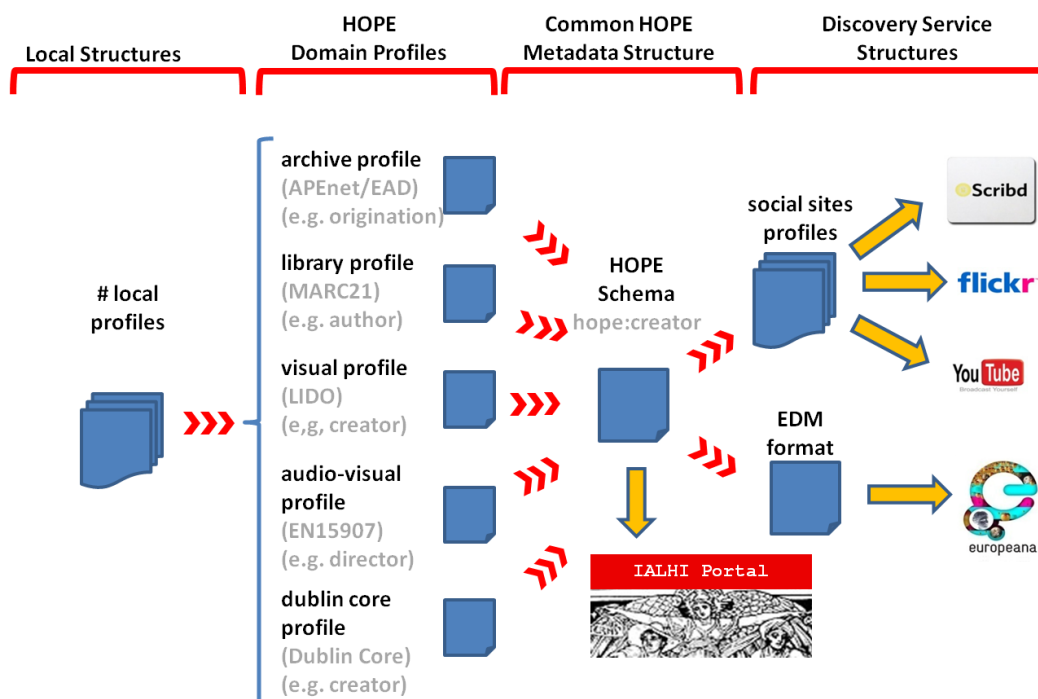 Local Structures
HOPE
Domain Profiles
Common HOPE
Metadata Structure
Discovery Service
Structures
# local
profiles
archive profile
(APEnet/EAD)
(e.g. origination)
library profile
(MARC21)
(e.g. author)
visual profile
(LIDO)
(e,g, creator)
audio-visual
profile
(EN15907)
(e.g. director)
dublin core
profile
(Dublin Core)
(e.g. creator)
HOPE
Schema
hope:creator
IALHI Portal
social sites
profiles
EDM
format
Scribd
flickr
YouTube
Broadcast Yourself
europeana